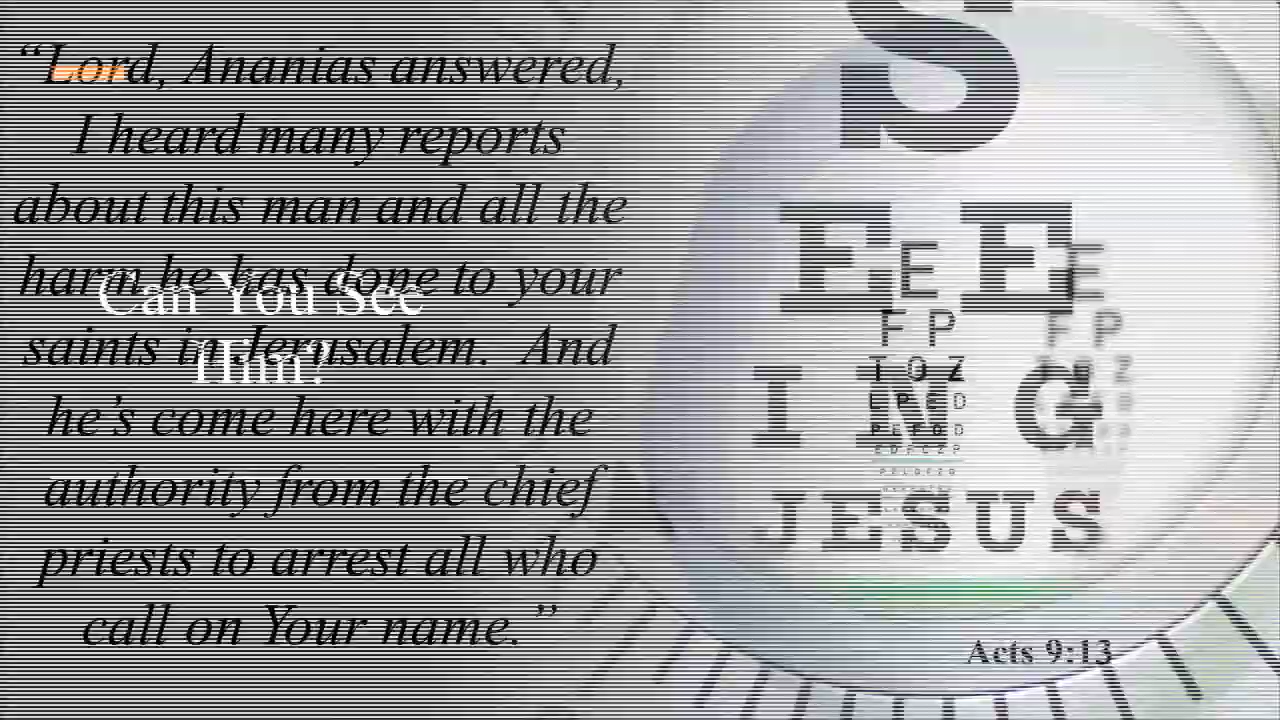 “Lord, Ananias answered,
I heard many reports
about this man and all the
harm he has done to your
saints in Jerusalem. And
he’s come here with the
authority from the chief
priests to arrest all who
call on Your name.”
Can You See
Him?
S
E E
I N G
JESUS
E
F P
T O Z
L P E D
P E C F D
E D F C Z P
E
F P
Acts 9:13